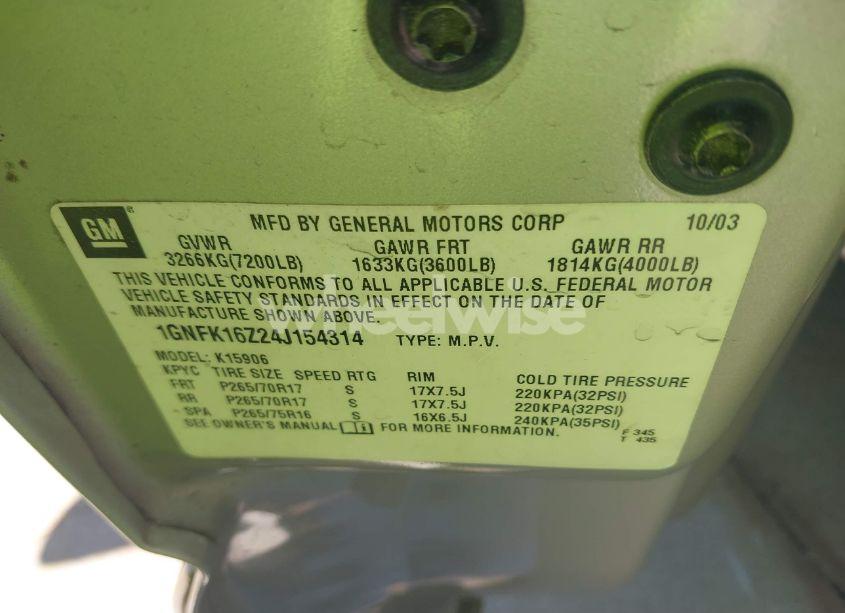 GM ®
MFD BY GENERAL MOTORS CORP 10/03
GVWR GAWR FRT GAWR RR
3266KG(7200LB) 1633KG(3600LB) 1814KG(4000LB)
THIS VEHICLE CONFORMS TO ALL APPLICABLE U.S. FEDERAL MOTOR
VEHICLE SAFETY STANDARDS IN EFFECT ON THE DATE OF
MANUFACTURE SHOWN ABOVE.
wheelwise
1GNFK16Z24J154314 TYPE: M.P.V.
MODEL: K15906
KPYC TIRE SIZE SPEED RTG RIM COLD TIRE PRESSURE
FRT P265/70R17 S 17X7.5J 220KPA(32PSI)
RR P265/70R17 S 17X7.5J 220KPA(32PSI)
SPA P265/75R16 S 16X6.5J 240KPA(35PSI)
SEE OWNER'S MANUAL FOR MORE INFORMATION.
F 345
T 435